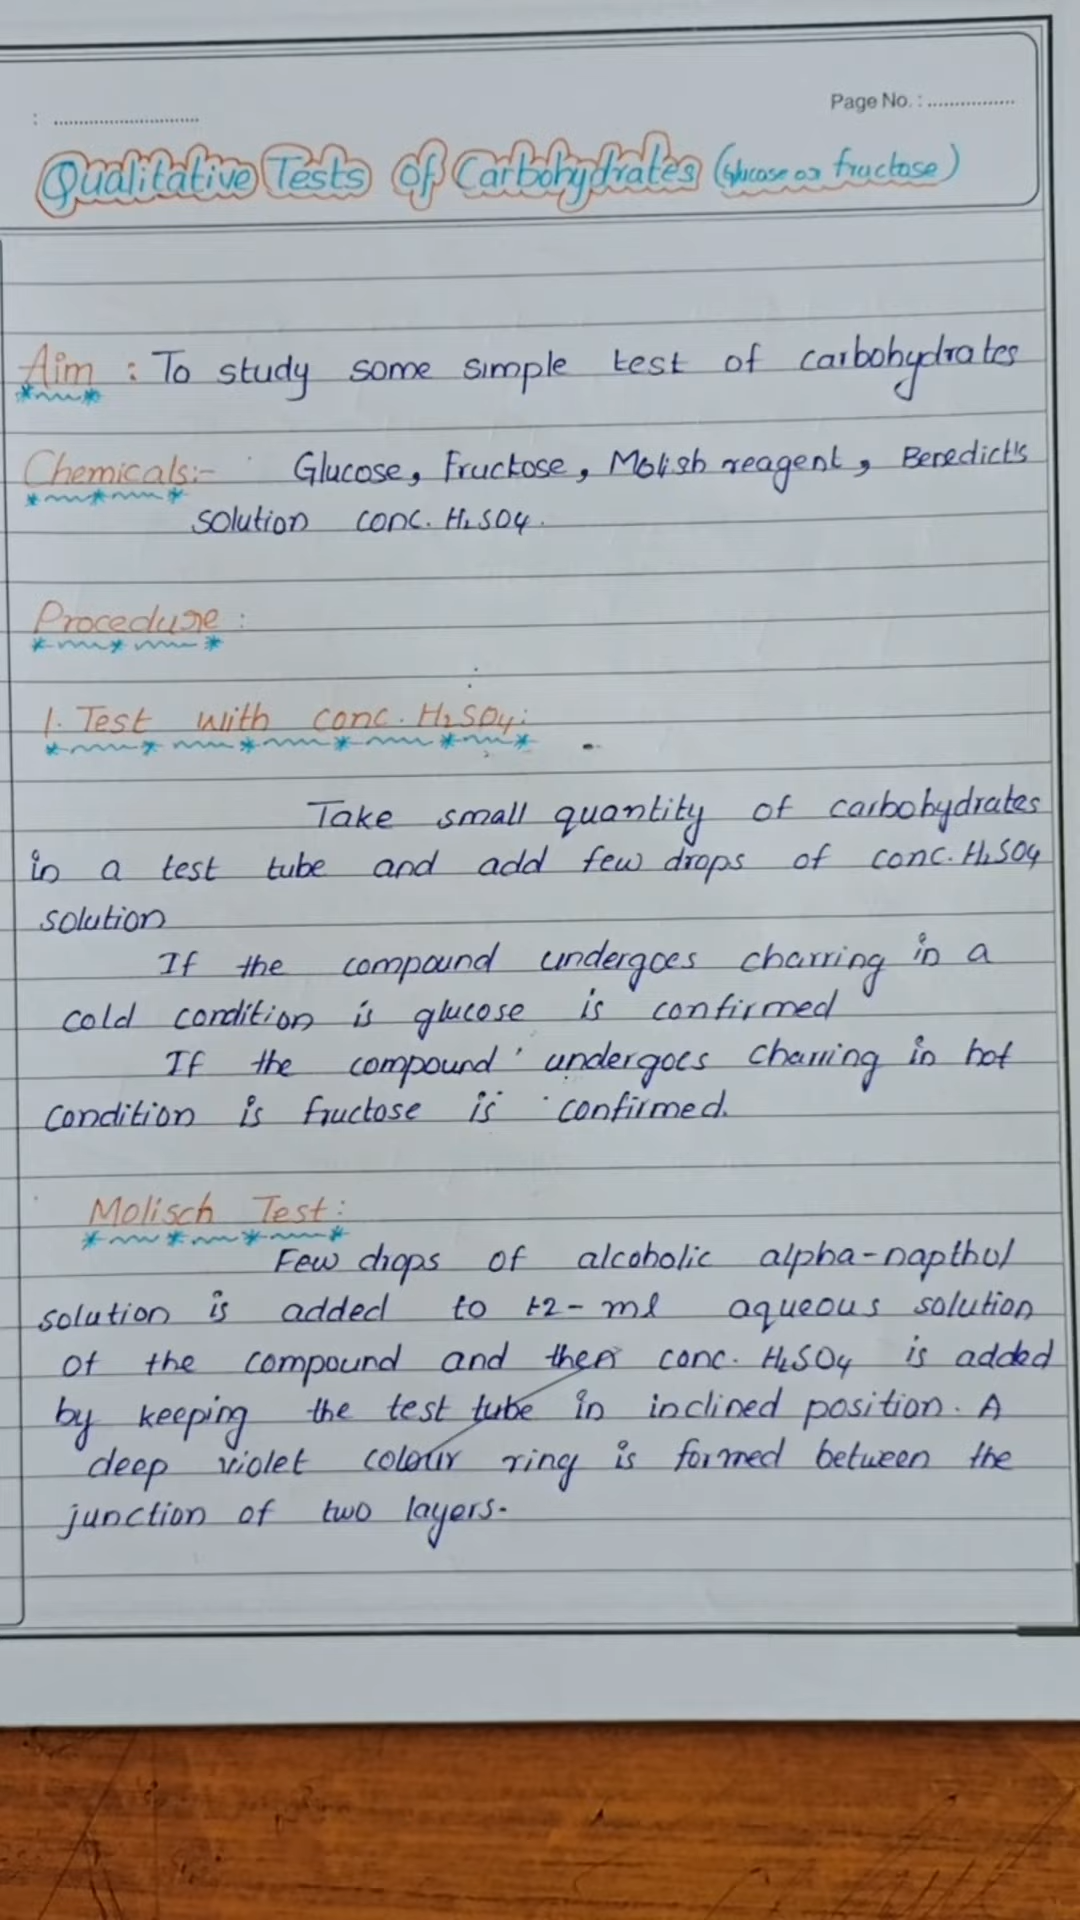 Page No. : ................
: ............................
Qualitative Tests Of Carbohydrates (Glucose or fructose)
Aim : To study some simple test of carbohydrates
Chemicals:- Glucose, Fructose, Molish reagent, Benedict's
solution conc. H₂SO4.
Procedure :
1. Test with conc. H₂SO4:
Take small quantity of carbohydrates
in a test tube and add few drops of conc. H₂SO4
solution
If the compound undergoes charring in a
cold condition is glucose is confirmed
If the compound undergoes charring in hot
condition is fructose is confirmed.
Molisch Test:
Few drops of alcoholic alpha-napthol
solution is added to 1-2-ml aqueous solution
of the compound and then conc. H₂SO4 is added
by keeping the test tube in inclined position. A
deep violet colour ring is formed between the
junction of two layers.